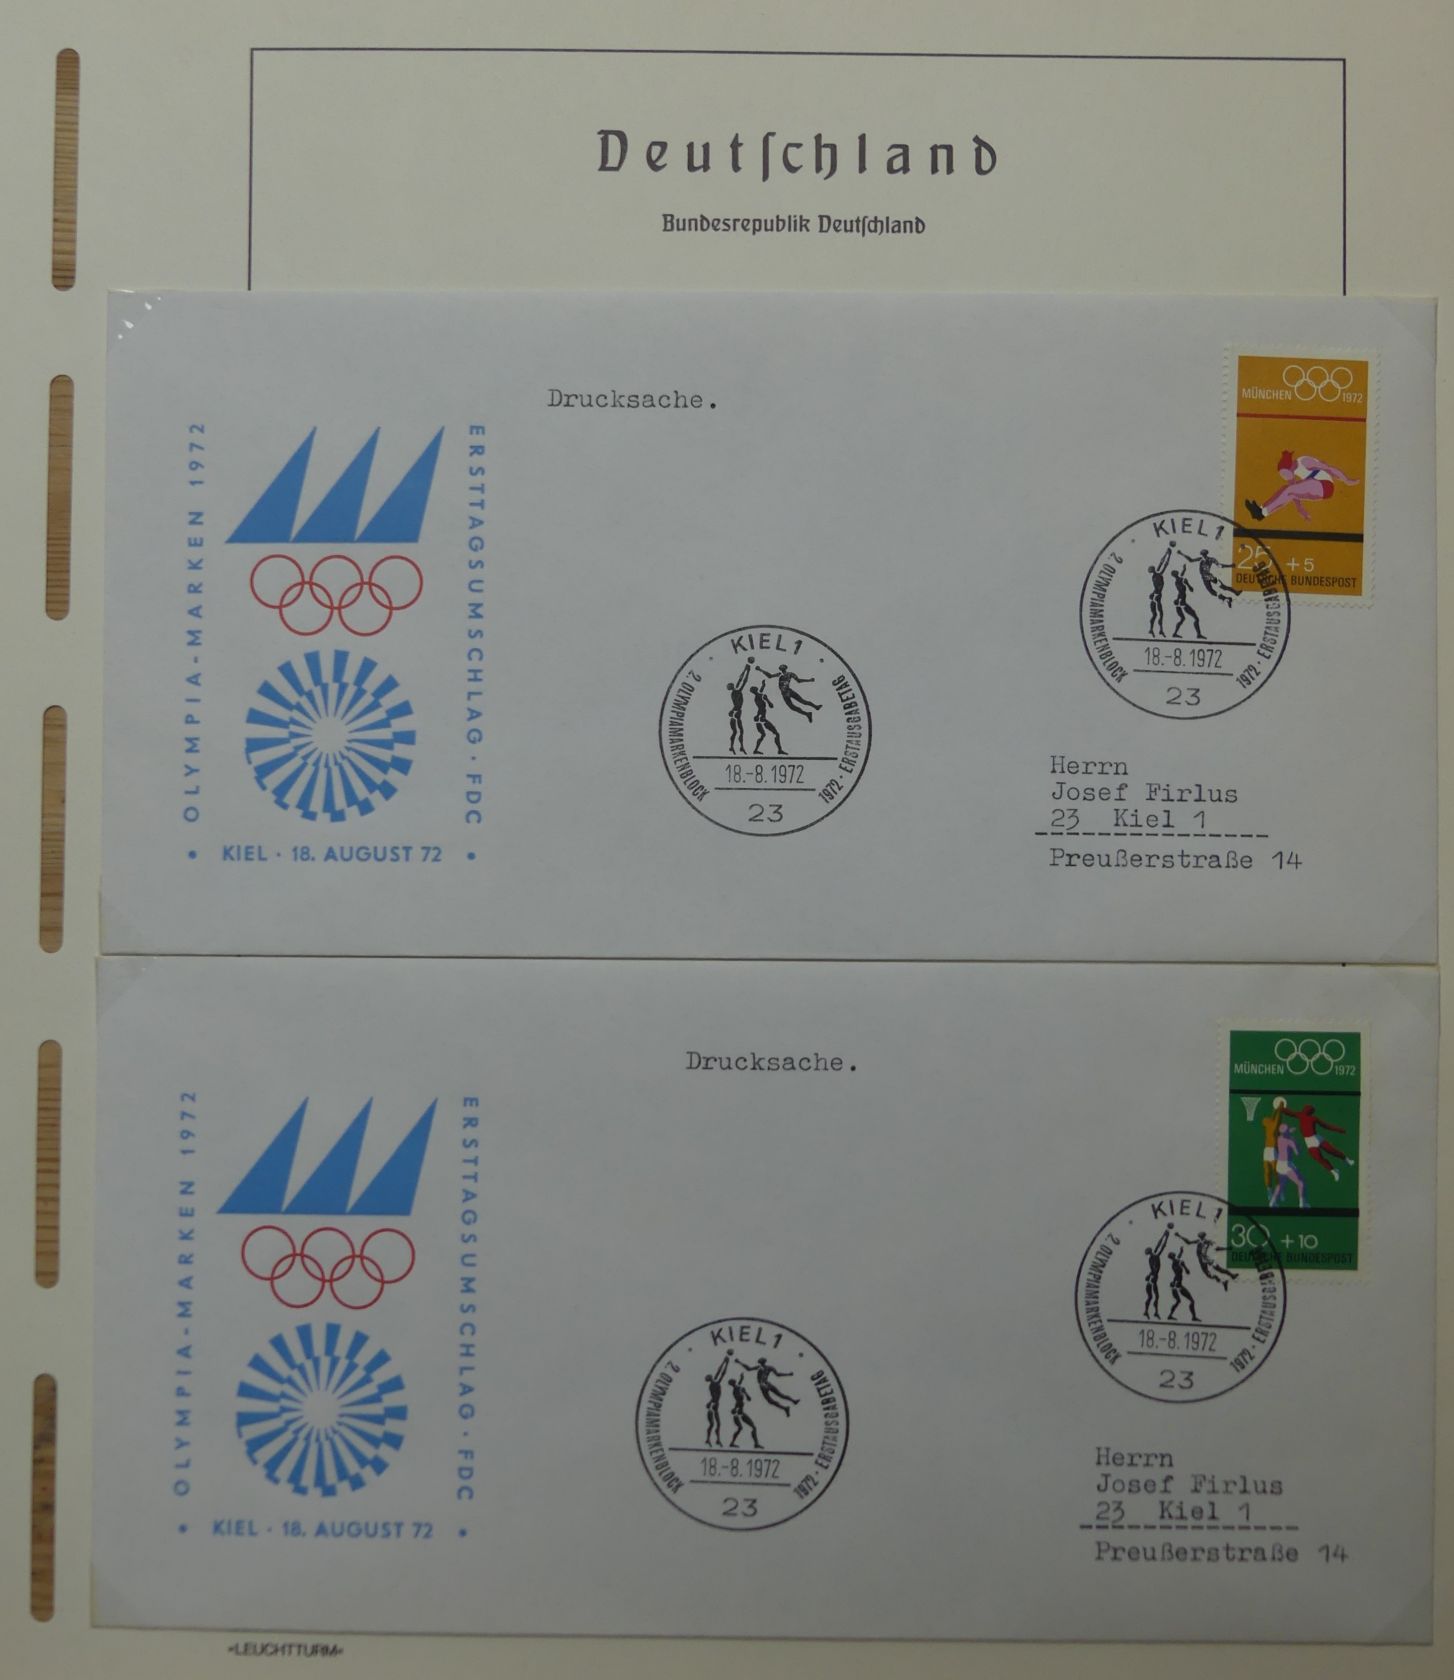 Deutſchland
Bundesrepublik Deutſchland
Drucksache.
OLYMPIA-MARKEN 1972
ERSTTAGSUMSCHLAG · FDC
• KIEL · 18. AUGUST 72 •
MÜNCHEN 1972
25 +5
DEUTSCHE BUNDESPOST
· KIEL 1 ·
2. OLYMPIAMARKENBLOCK 1972 · ERSTAUSGABETAG
18.-8.1972
23
KIEL 1
2. OLYMPIAMARKENBLOCK 1972 · ERSTAUSGABETAG
18.-8.1972
23
Herrn
Josef Firlus
23 Kiel 1
Preußerstraße 14
Drucksache.
OLYMPIA-MARKEN 1972
ERSTTAGSUMSCHLAG · FDC
• KIEL · 18. AUGUST 72 •
MÜNCHEN 1972
30 +10
DEUTSCHE BUNDESPOST
· KIEL 1 ·
2. OLYMPIAMARKENBLOCK 1972 · ERSTAUSGABETAG
18.-8.1972
23
· KIEL 1
2. OLYMPIAMARKENBLOCK 1972 · ERSTAUSGABETAG
18.-8.1972
23
Herrn
Josef Firlus
23 Kiel 1
Preußerstraße 14
»LEUCHTTURM«